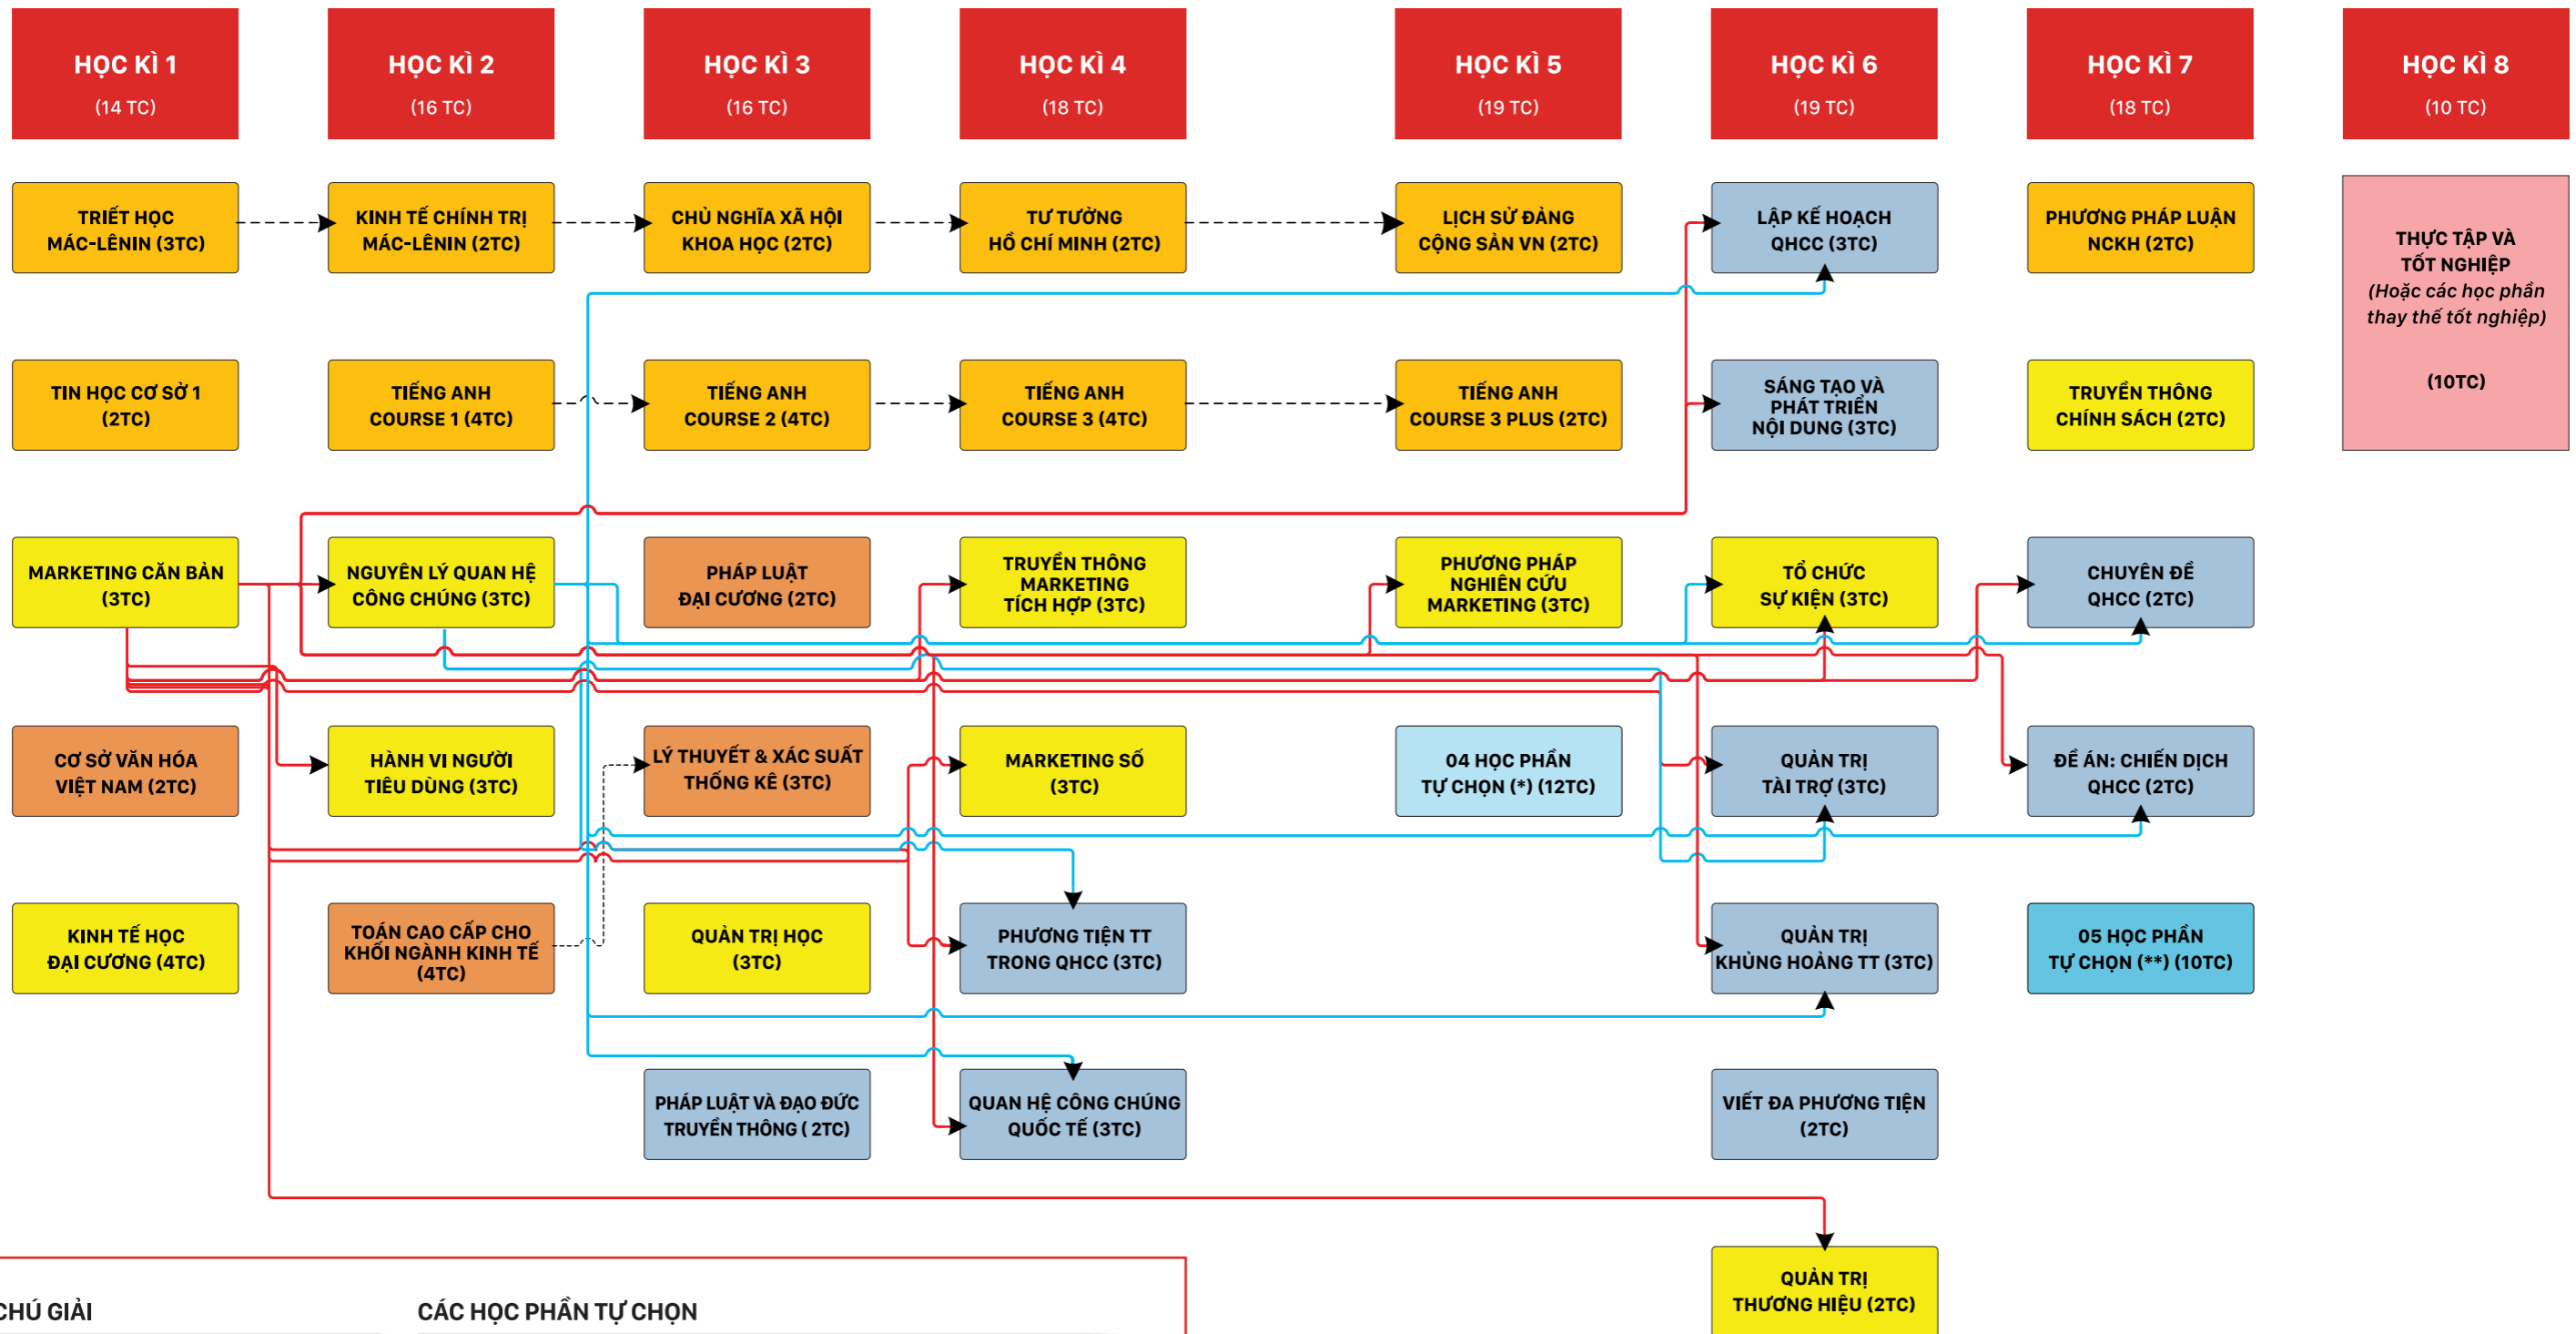 HỌC KÌ 1
(14 TC)
HỌC KÌ 2
(16 TC)
HỌC KÌ 3
(16 TC)
HỌC KÌ 4
(18 TC)
HỌC KÌ 5
(19 TC)
HỌC KÌ 6
(19 TC)
HỌC KÌ 7
(18 TC)
HỌC KÌ 8
(10 TC)
TRIẾT HỌC
MÁC-LÊNIN (3TC)
KINH TẾ CHÍNH TRỊ
MÁC-LÊNIN (2TC)
CHỦ NGHĨA XÃ HỘI
KHOA HỌC (2TC)
TƯ TƯỞNG
HỒ CHÍ MINH (2TC)
LỊCH SỬ ĐẢNG
CỘNG SẢN VN (2TC)
LẬP KẾ HOẠCH
QHCC (3TC)
PHƯƠNG PHÁP LUẬN
NCKH (2TC)
THỰC TẬP VÀ
TỐT NGHIỆP
(Hoặc các học phần
thay thế tốt nghiệp)
(10TC)
TIN HỌC CƠ SỞ 1
(2TC)
TIẾNG ANH
COURSE 1 (4TC)
TIẾNG ANH
COURSE 2 (4TC)
TIẾNG ANH
COURSE 3 (4TC)
TIẾNG ANH
COURSE 3 PLUS (2TC)
SÁNG TẠO VÀ
PHÁT TRIỂN
NỘI DUNG (3TC)
TRUYỀN THÔNG
CHÍNH SÁCH (2TC)
MARKETING CĂN BẢN
(3TC)
NGUYÊN LÝ QUAN HỆ
CÔNG CHÚNG (3TC)
PHÁP LUẬT
ĐẠI CƯƠNG (2TC)
TRUYỀN THÔNG
MARKETING
TÍCH HỢP (3TC)
PHƯƠNG PHÁP
NGHIÊN CỨU
MARKETING (3TC)
TỔ CHỨC
SỰ KIỆN (3TC)
CHUYÊN ĐỀ
QHCC (2TC)
CƠ SỞ VĂN HÓA
VIỆT NAM (2TC)
HÀNH VI NGƯỜI
TIÊU DÙNG (3TC)
LÝ THUYẾT & XÁC SUẤT
THỐNG KÊ (3TC)
MARKETING SỐ
(3TC)
04 HỌC PHẦN
TỰ CHỌN (*) (12TC)
QUẢN TRỊ
TÀI TRỢ (3TC)
ĐỀ ÁN: CHIẾN DỊCH
QHCC (2TC)
KINH TẾ HỌC
ĐẠI CƯƠNG (4TC)
TOÁN CAO CẤP CHO
KHỐI NGÀNH KINH TẾ
(4TC)
QUẢN TRỊ HỌC
(3TC)
PHƯƠNG TIỆN TT
TRONG QHCC (3TC)
QUẢN TRỊ
KHỦNG HOẢNG TT (3TC)
05 HỌC PHẦN
TỰ CHỌN (**) (10TC)
PHÁP LUẬT VÀ ĐẠO ĐỨC
TRUYỀN THÔNG ( 2TC)
QUAN HỆ CÔNG CHÚNG
QUỐC TẾ (3TC)
VIẾT ĐA PHƯƠNG TIỆN
(2TC)
QUẢN TRỊ
THƯƠNG HIỆU (2TC)
CHÚ GIẢI
CÁC HỌC PHẦN TỰ CHỌN